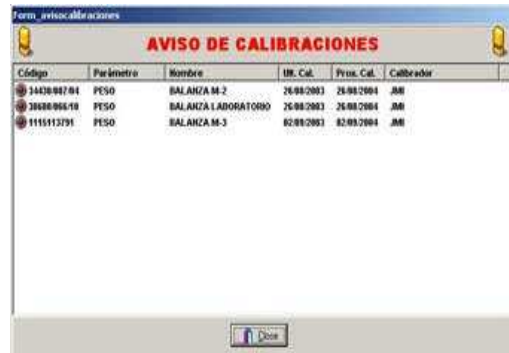 Form_avisocalibraciones
AVISO DE CALIBRACIONES
Código Parámetro Nombre Ult. Cal. Prox. Cal. Calibrador
PESO BALANZA M-2 26/08/2003 26/08/2004 JMI
PESO BALANZA LABORATORIO 26/08/2003 26/08/2004 JMI
1115113791 PESO BALANZA M-3 02/09/2003 02/09/2004 JMI
Close